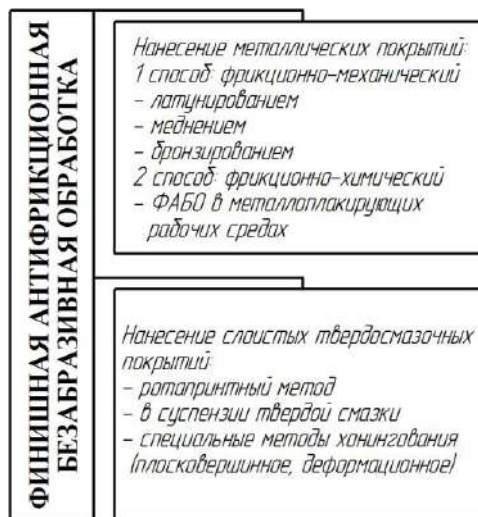 ФИНИШНАЯ АНТИФРИКЦИОННАЯ
БЕЗАБРАЗИВНАЯ ОБРАБОТКА
Нанесение металлических покрытий:
1 способ: фрикционно-механический
- латунированием
- меднением
- бронзированием
2 способ: фрикционно-химический
- ФАБО в металлоплакирующих
рабочих средах
Нанесение слоистых твердосмазочных
покрытий:
- ротапринтный метод
- в суспензии твердой смазки
- специальные методы хонингования
(плосковершинное, деформационное)